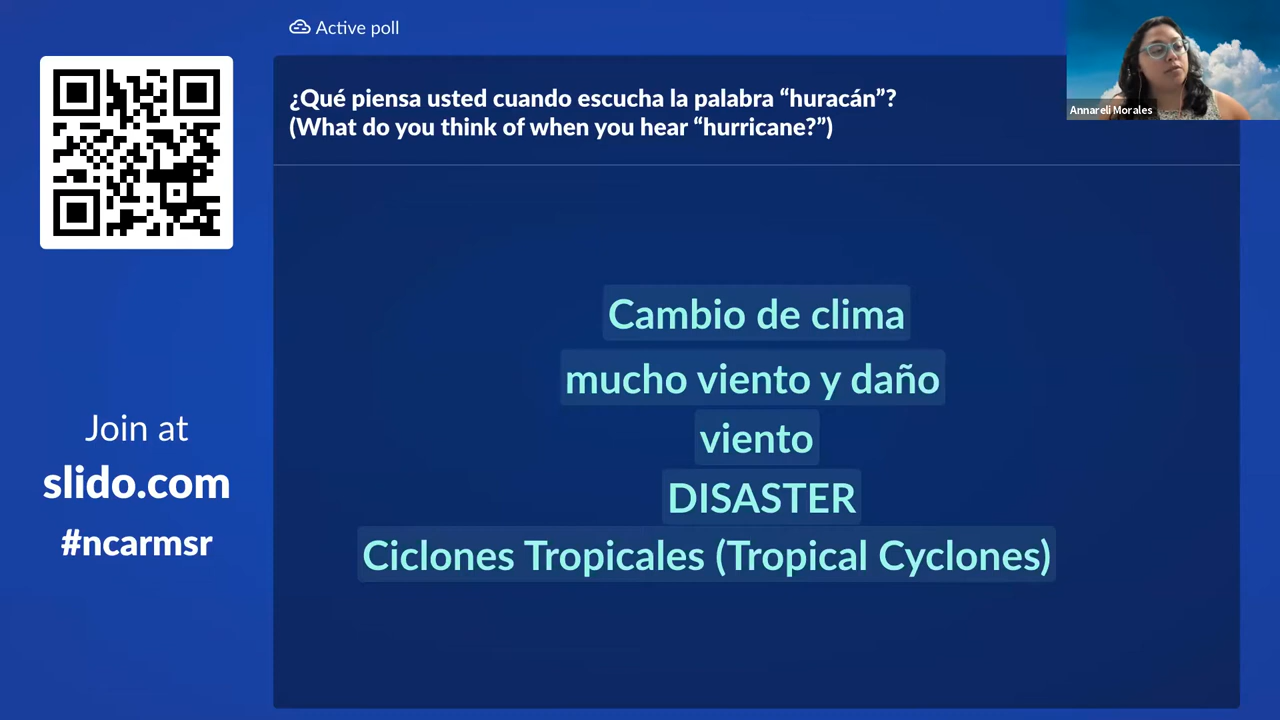 Active poll
¿Qué piensa usted cuando escucha la palabra “huracán”?
(What do you think of when you hear “hurricane?”)
Annareli Morales
Cambio de clima
mucho viento y daño
viento
DISASTER
Ciclones Tropicales (Tropical Cyclones)
Join at
slido.com
#ncarmsr